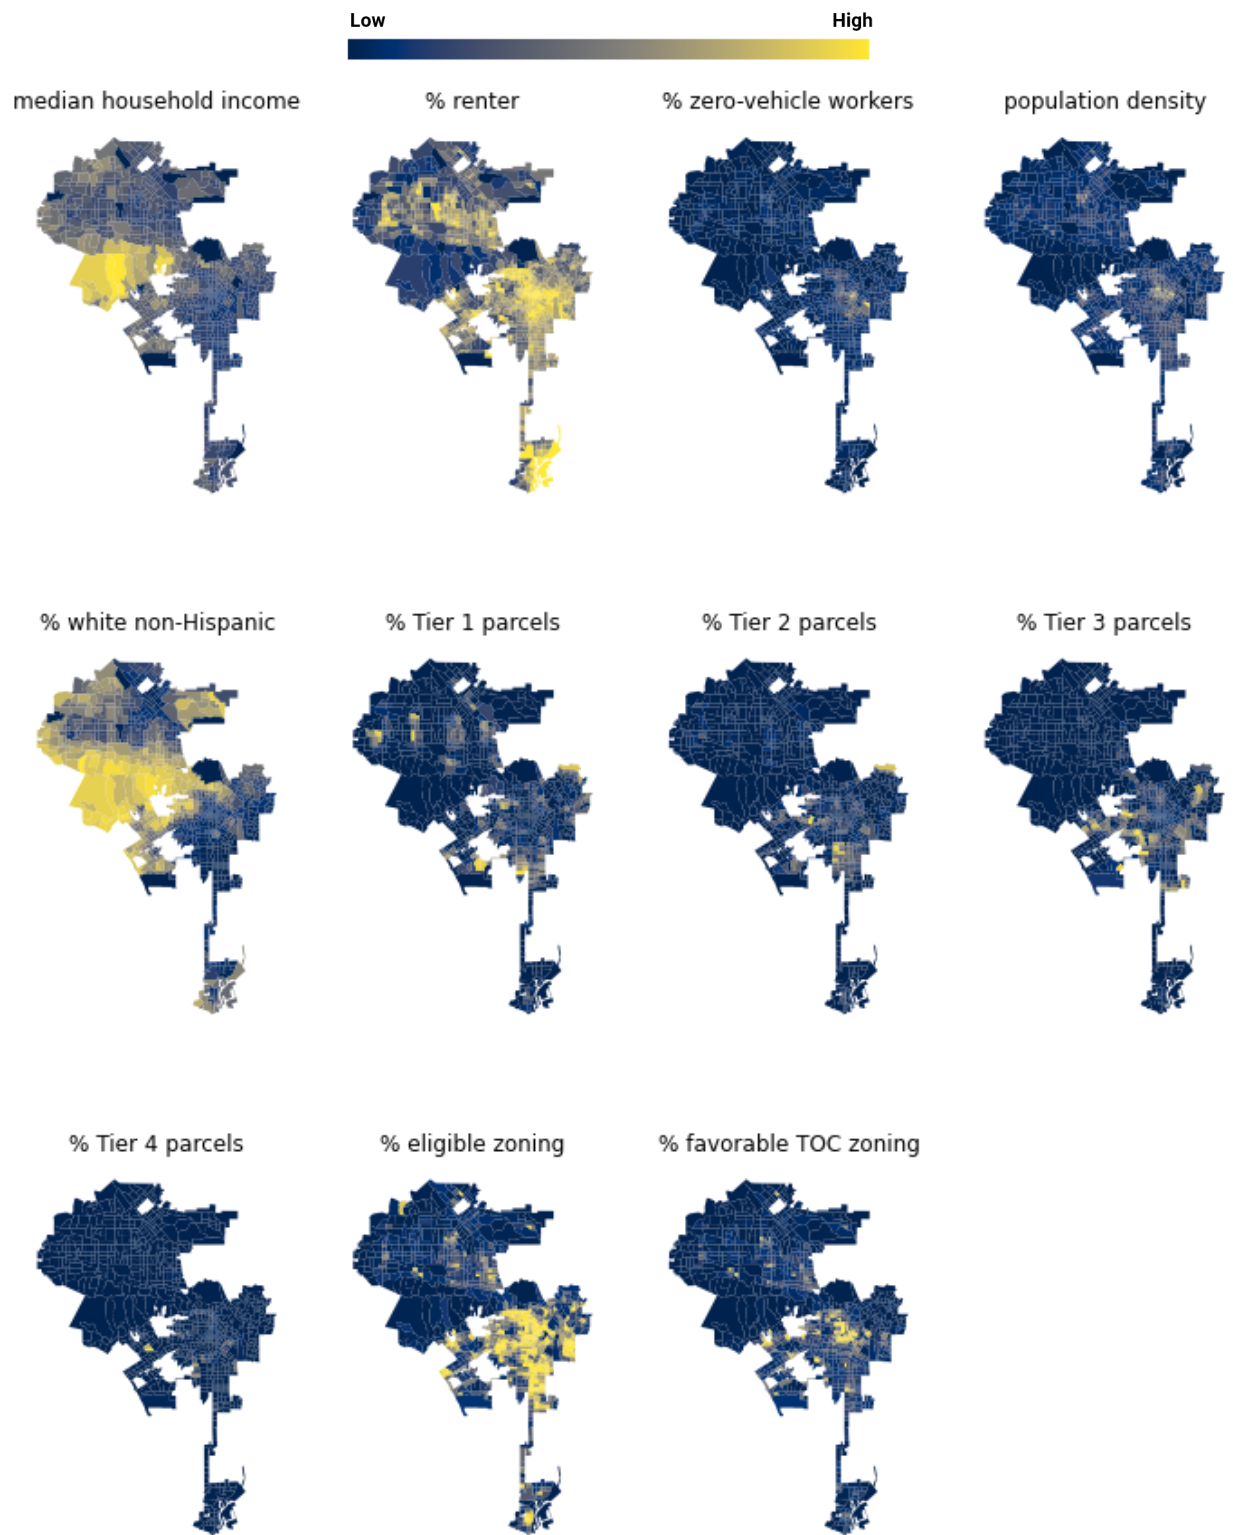 Low High
median household income % renter % zero-vehicle workers population density
% white non-Hispanic % Tier 1 parcels % Tier 2 parcels % Tier 3 parcels
% Tier 4 parcels % eligible zoning % favorable TOC zoning